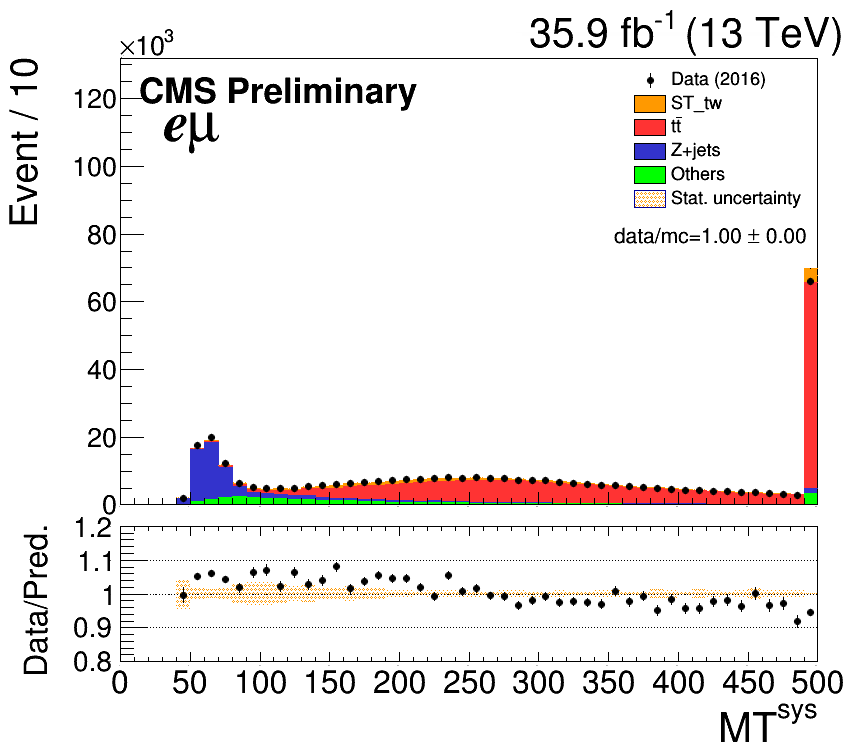 ×10³
35.9 fb⁻¹ (13 TeV)
Event / 10
CMS Preliminary
eμ
Data (2016)
ST_tw
tt̄
Z+jets
Others
Stat. uncertainty
data/mc=1.00 ± 0.00
120
100
80
60
40
20
0
Data/Pred.
1.2
1.1
1
0.9
0.8
0 50 100 150 200 250 300 350 400 450 500
MTˢʸˢ